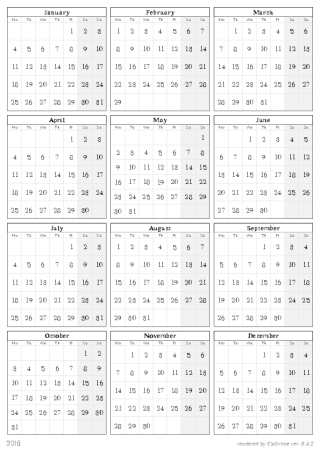 January
Mo Tu We Th Fr Sa Su
1 2 3
4 5 6 7 8 9 10
11 12 13 14 15 16 17
18 19 20 21 22 23 24
25 26 27 28 29 30 31
February
Mo Tu We Th Fr Sa Su
1 2 3 4 5 6 7
8 9 10 11 12 13 14
15 16 17 18 19 20 21
22 23 24 25 26 27 28
29
March
Mo Tu We Th Fr Sa Su
1 2 3 4 5 6
7 8 9 10 11 12 13
14 15 16 17 18 19 20
21 22 23 24 25 26 27
28 29 30 31
April
Mo Tu We Th Fr Sa Su
1 2 3
4 5 6 7 8 9 10
11 12 13 14 15 16 17
18 19 20 21 22 23 24
25 26 27 28 29 30
May
Mo Tu We Th Fr Sa Su
1
2 3 4 5 6 7 8
9 10 11 12 13 14 15
16 17 18 19 20 21 22
23 24 25 26 27 28 29
30 31
June
Mo Tu We Th Fr Sa Su
1 2 3 4 5
6 7 8 9 10 11 12
13 14 15 16 17 18 19
20 21 22 23 24 25 26
27 28 29 30
July
Mo Tu We Th Fr Sa Su
1 2 3
4 5 6 7 8 9 10
11 12 13 14 15 16 17
18 19 20 21 22 23 24
25 26 27 28 29 30 31
August
Mo Tu We Th Fr Sa Su
1 2 3 4 5 6 7
8 9 10 11 12 13 14
15 16 17 18 19 20 21
22 23 24 25 26 27 28
29 30 31
September
Mo Tu We Th Fr Sa Su
1 2 3 4
5 6 7 8 9 10 11
12 13 14 15 16 17 18
19 20 21 22 23 24 25
26 27 28 29 30
October
Mo Tu We Th Fr Sa Su
1 2
3 4 5 6 7 8 9
10 11 12 13 14 15 16
17 18 19 20 21 22 23
24 25 26 27 28 29 30
31
November
Mo Tu We Th Fr Sa Su
1 2 3 4 5 6
7 8 9 10 11 12 13
14 15 16 17 18 19 20
21 22 23 24 25 26 27
28 29 30
December
Mo Tu We Th Fr Sa Su
1 2 3 4
5 6 7 8 9 10 11
12 13 14 15 16 17 18
19 20 21 22 23 24 25
26 27 28 29 30 31
2016
rendered by Callirhoe ver. 0.4.2